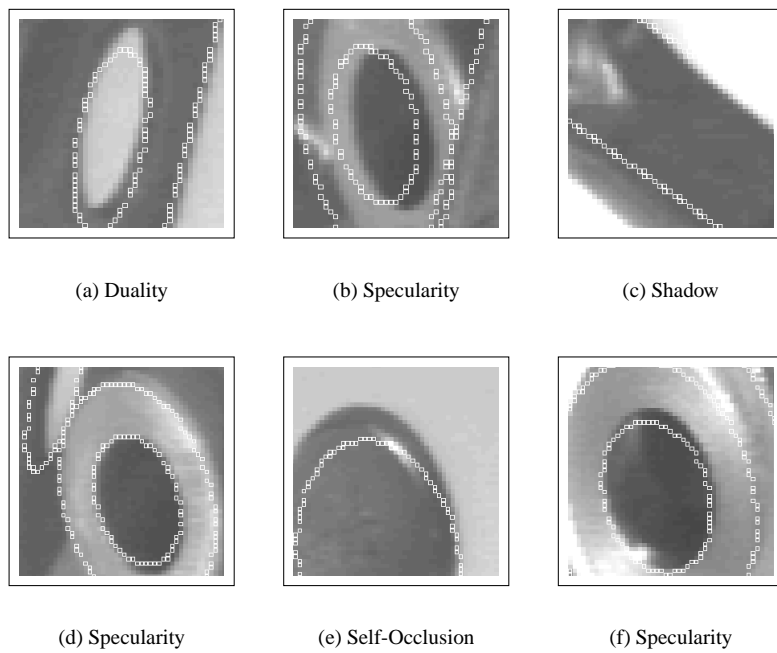 (a) Duality
(b) Specularity
(c) Shadow
(d) Specularity
(e) Self-Occlusion
(f) Specularity